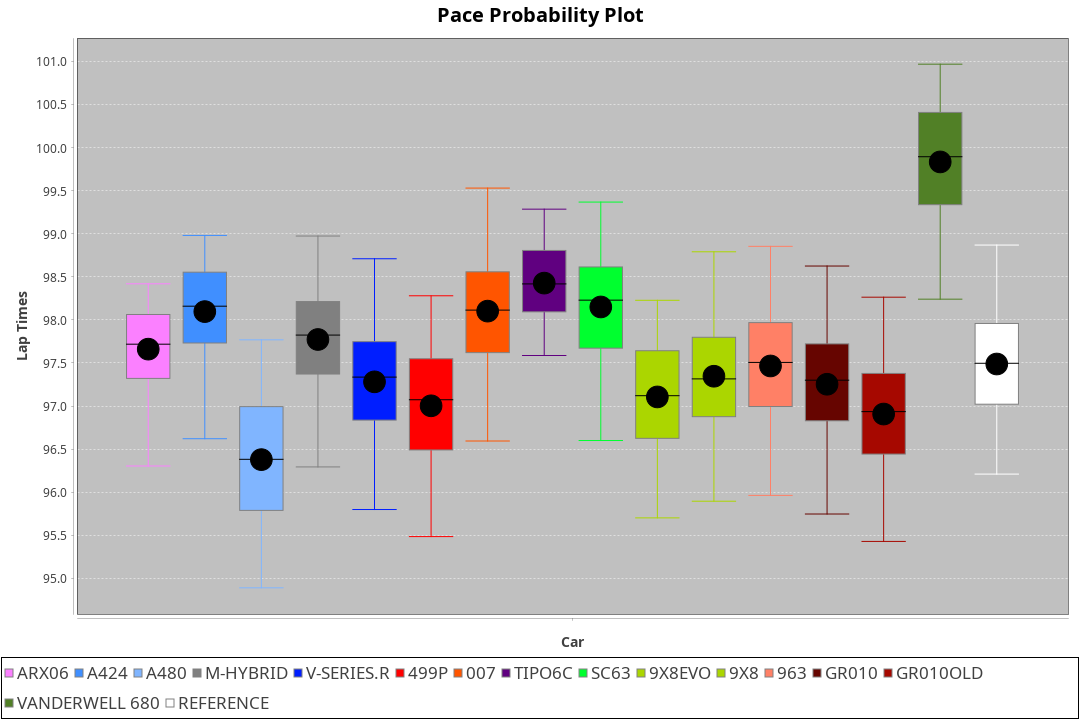 Pace Probability Plot
101.0
100.5
100.0
99.5
99.0
98.5
98.0
97.5
97.0
96.5
96.0
95.5
95.0
Lap Times
Car
ARX06 A424 A480 M-HYBRID V-SERIES.R 499P 007 TIPO6C SC63 9X8EVO 9X8 963 GR010 GR010OLD
VANDERWELL 680 REFERENCE